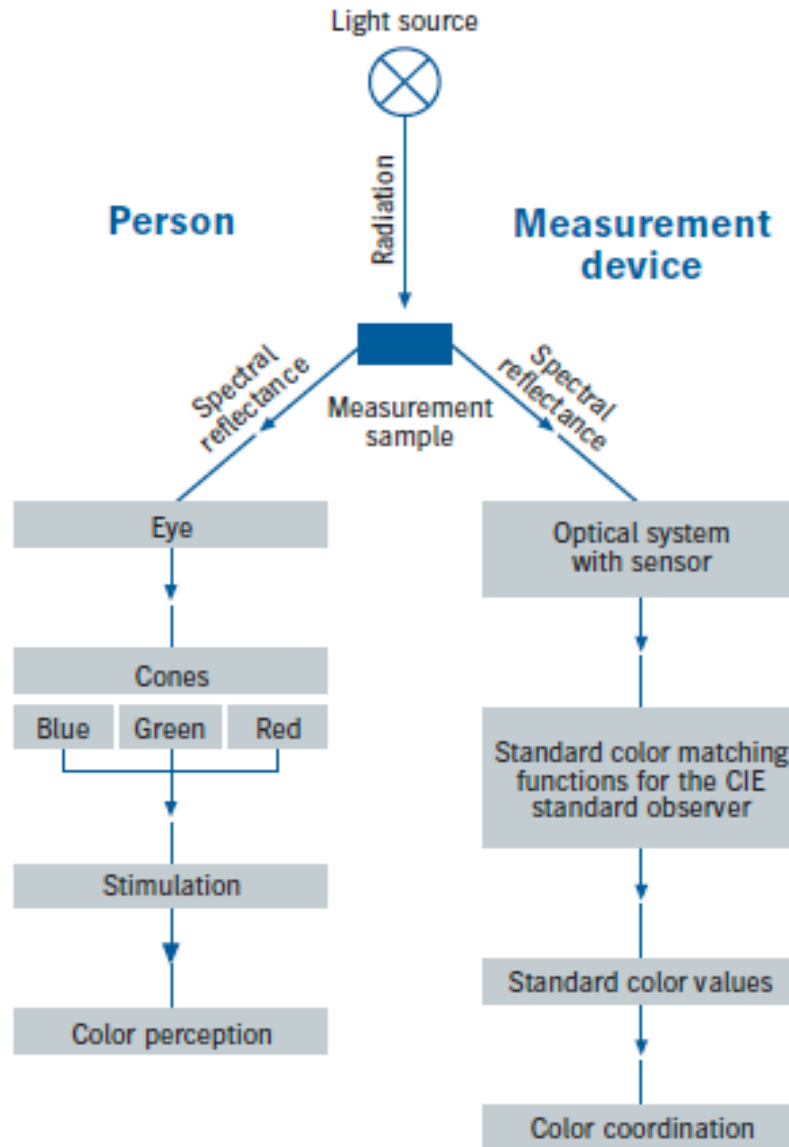 Light source
Radiation
Person
Measurement
device
Spectral
reflectance
Measurement
sample
Spectral
reflectance
Eye
Cones
Blue
Green
Red
Stimulation
Color perception
Optical system
with sensor
Standard color matching
functions for the CIE
standard observer
Standard color values
Color coordination